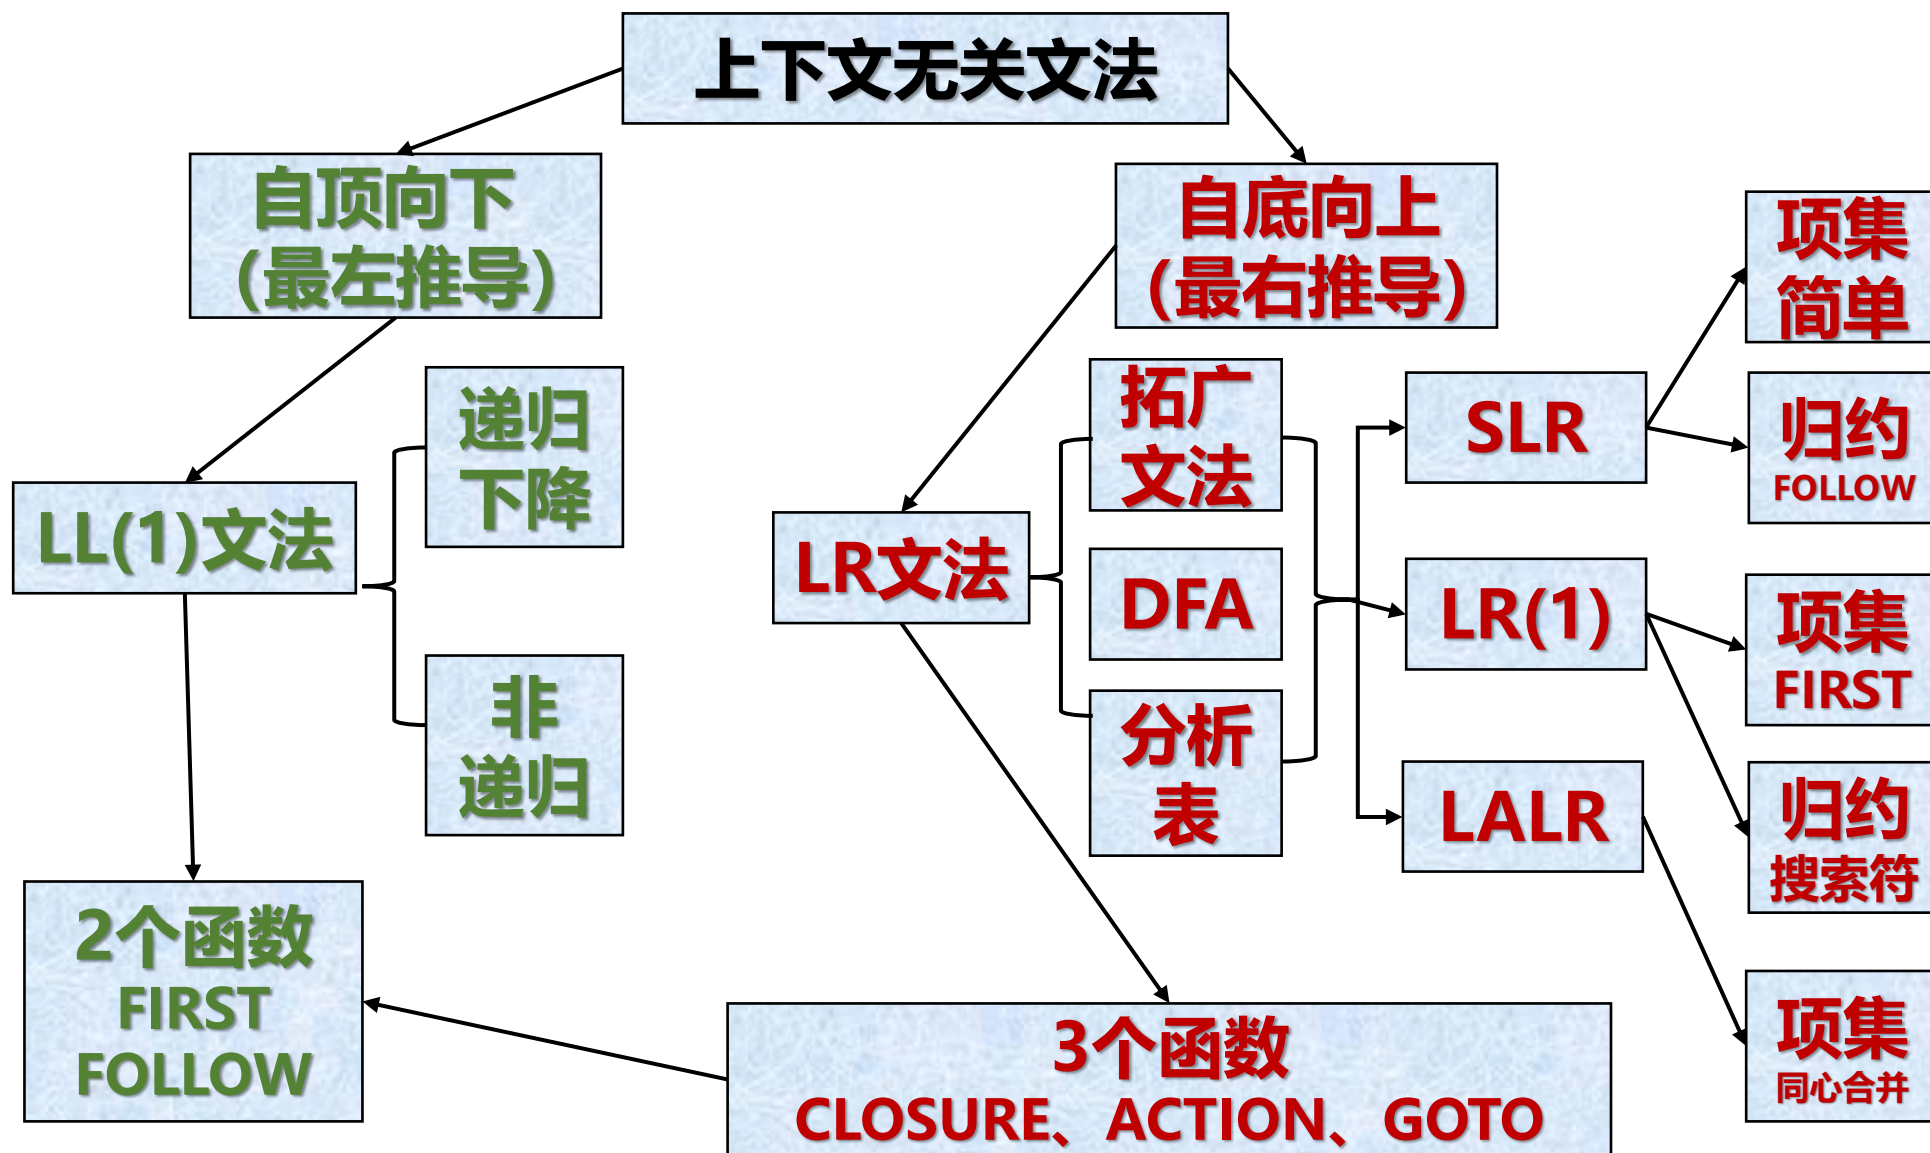 上下文无关文法
自顶向下
(最左推导)
自底向上
(最右推导)
项集
简单
递归
下降
拓广
文法
SLR
归约
FOLLOW
LL(1)文法
LR文法
DFA
LR(1)
项集
FIRST
非
递归
分析
表
LALR
归约
搜索符
2个函数
FIRST
FOLLOW
3个函数
CLOSURE、ACTION、GOTO
项集
同心合并